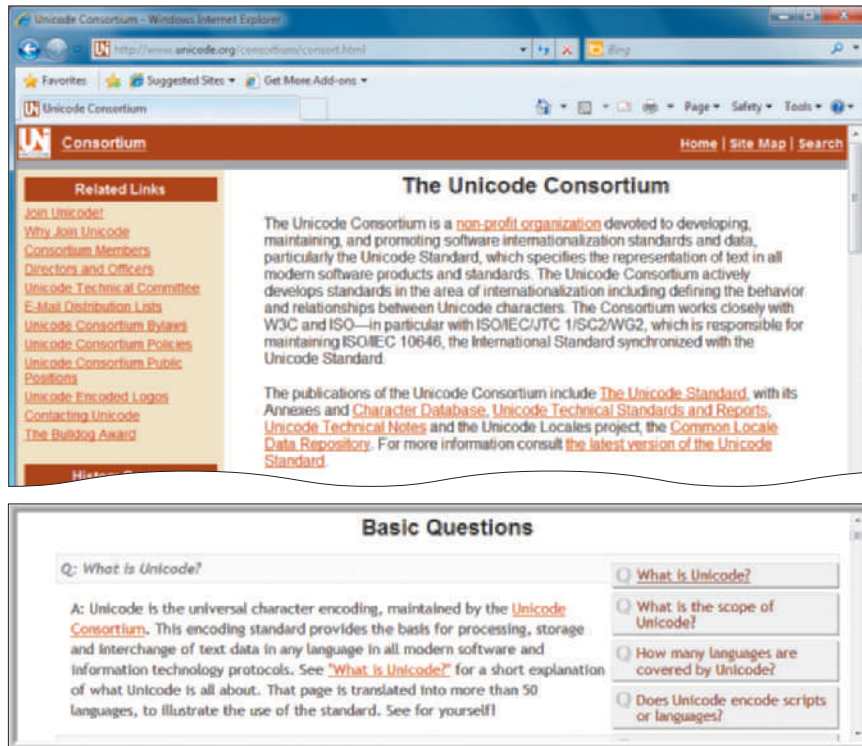 Unicode Consortium - Windows Internet Explorer
http://www.unicode.org/consortium/consort.html
Bing
Favorites Suggested Sites Get More Add-ons
Unicode Consortium Page Safety Tools
Consortium Home | Site Map | Search
Related Links
Join Unicode!
Why Join Unicode
Consortium Members
Directors and Officers
Unicode Technical Committee
E-Mail Distribution Lists
Unicode Consortium Bylaws
Unicode Consortium Policies
Unicode Consortium Public
Positions
Unicode Encoded Logos
Contacting Unicode
The Bulldog Award
The Unicode Consortium
The Unicode Consortium is a non-profit organization devoted to developing,
maintaining, and promoting software internationalization standards and data,
particularly the Unicode Standard, which specifies the representation of text in all
modern software products and standards. The Unicode Consortium actively
develops standards in the area of internationalization including defining the behavior
and relationships between Unicode characters. The Consortium works closely with
W3C and ISO—in particular with ISO/IEC/JTC 1/SC2/WG2, which is responsible for
maintaining ISO/IEC 10646, the International Standard synchronized with the
Unicode Standard.
The publications of the Unicode Consortium include The Unicode Standard, with its
Annexes and Character Database, Unicode Technical Standards and Reports,
Unicode Technical Notes and the Unicode Locales project, the Common Locale
Data Repository. For more information consult the latest version of the Unicode
Standard.
Basic Questions
Q: What is Unicode?
A: Unicode is the universal character encoding, maintained by the Unicode
Consortium. This encoding standard provides the basis for processing, storage
and interchange of text data in any language in all modern software and
information technology protocols. See "What is Unicode?" for a short explanation
of what Unicode is all about. That page is translated into more than 50
languages, to illustrate the use of the standard. See for yourself!
Q What is Unicode?
Q What is the scope of
Unicode?
Q How many languages are
covered by Unicode?
Q Does Unicode encode scripts
or languages?